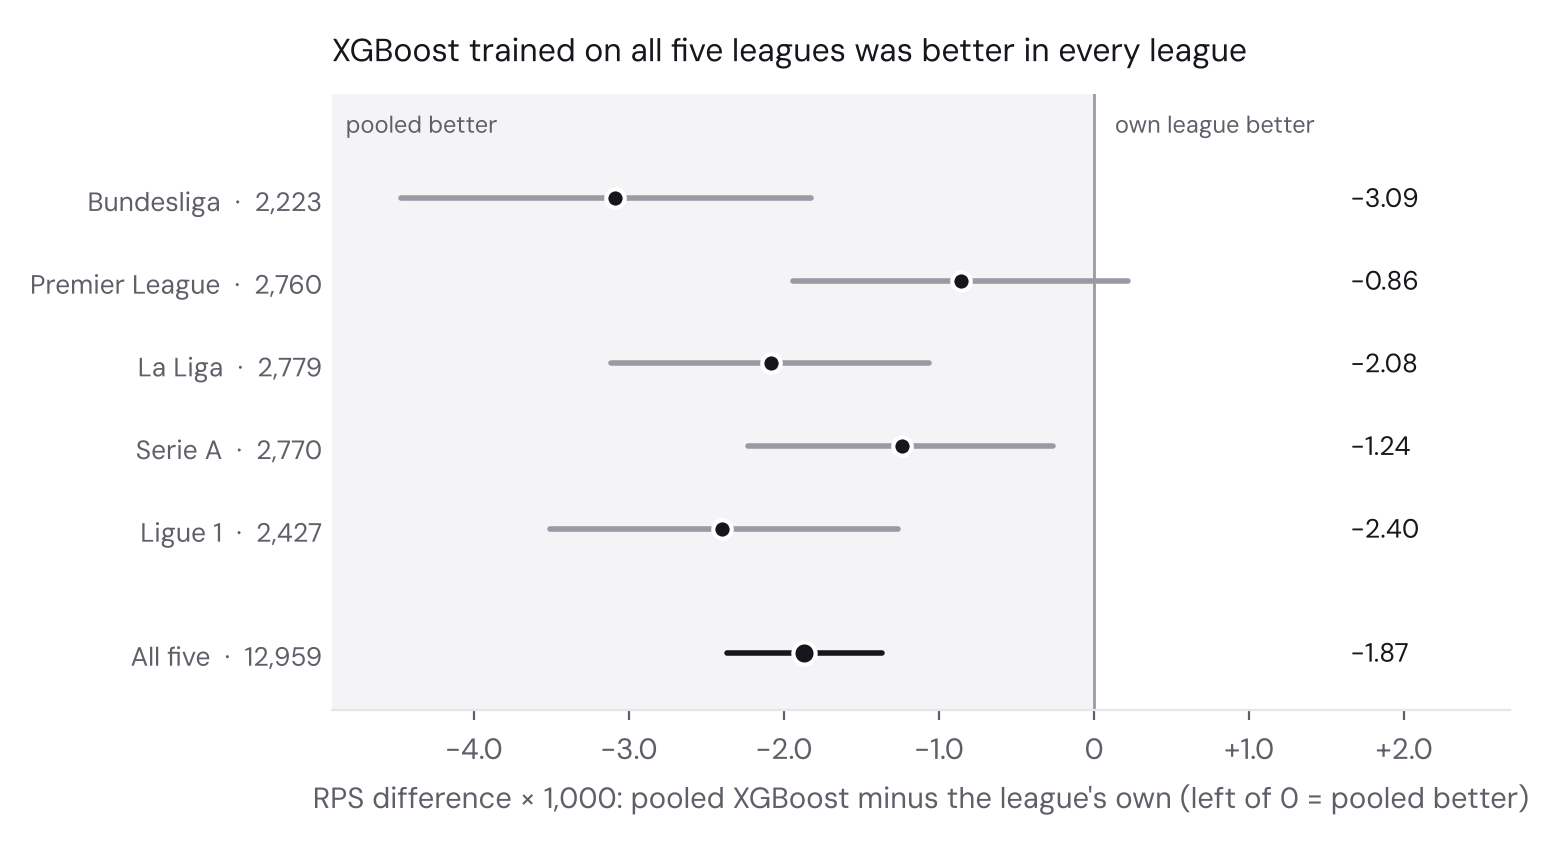 XGBoost trained on all five leagues was better in every league
pooled better
own league better
Bundesliga · 2,223
−3.09
Premier League · 2,760
−0.86
La Liga · 2,779
−2.08
Serie A · 2,770
−1.24
Ligue 1 · 2,427
−2.40
All five · 12,959
−1.87
−4.0 −3.0 −2.0 −1.0 0 +1.0 +2.0
RPS difference × 1,000: pooled XGBoost minus the league's own (left of 0 = pooled better)